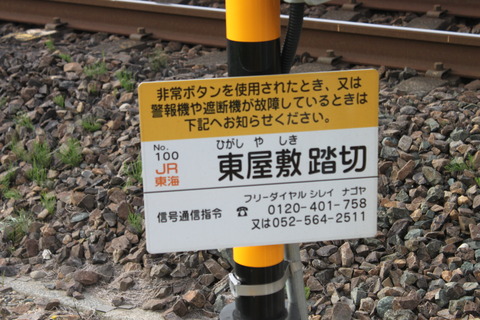 非常ボタンを使用されたとき、又は
警報機や遮断機が故障しているときは
下記へお知らせください。
No.
100
JR
東海
ひがし や しき
東屋敷 踏切
フリーダイヤル シレイ ナゴヤ
信号通信指令 ☎ 0120-401-758
又は052-564-2511